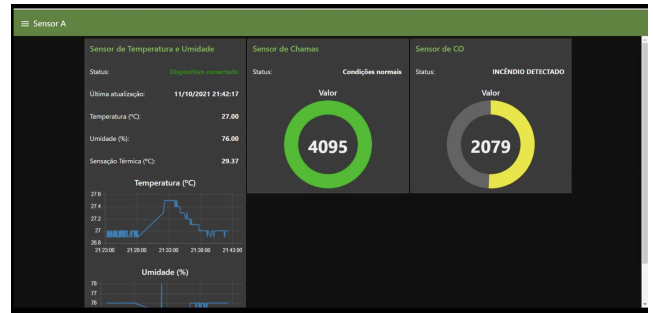 Sensor A
Sensor de Temperatura e Umidade
Status: Dispositivo conectado
Última atualização: 11/10/2021 21:42:17
Temperatura (ºC): 27.00
Umidade (%): 76.00
Sensação Térmica (ºC): 29.37
Temperatura (ºC)
27.6
27.4
27.2
27
26.8
21:23:00 21:28:00 21:33:00 21:38:00 21:43:00
Umidade (%)
78
77
76
Sensor de Chamas
Status: Condições normais
Valor
4095
Sensor de CO
Status: INCÊNDIO DETECTADO
Valor
2079